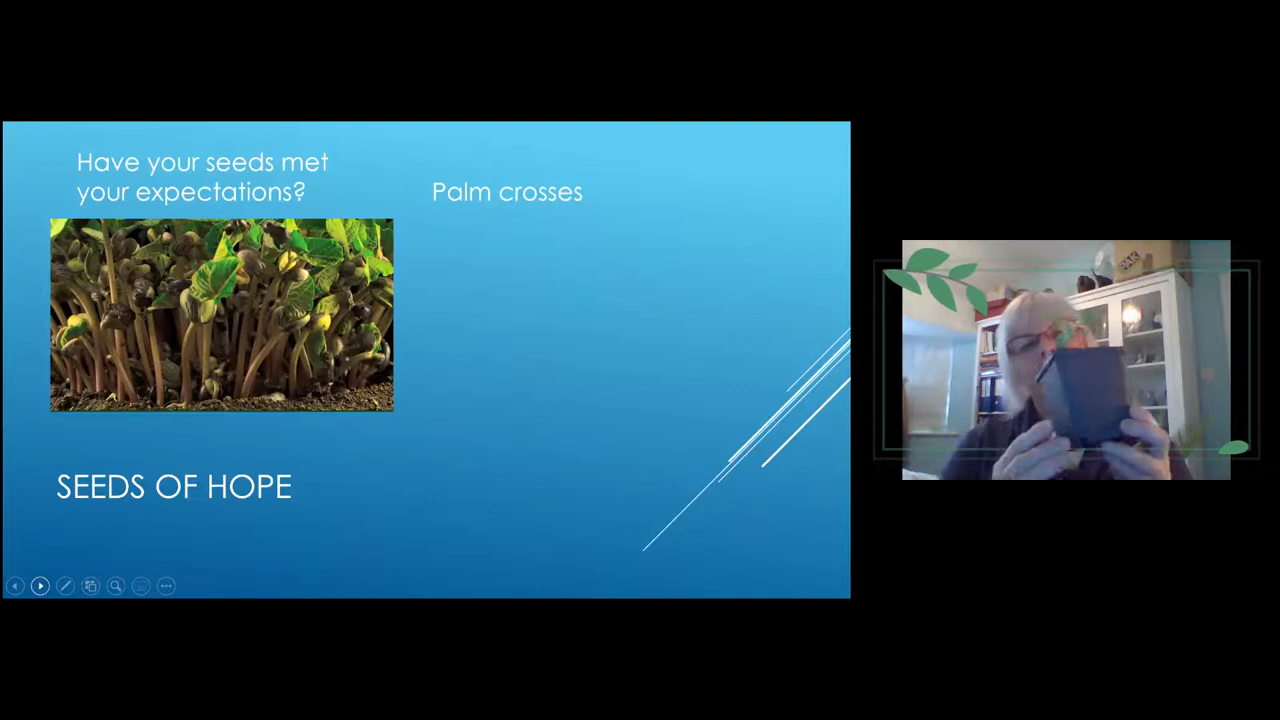 Have your seeds met
your expectations?
Palm crosses
SEEDS OF HOPE